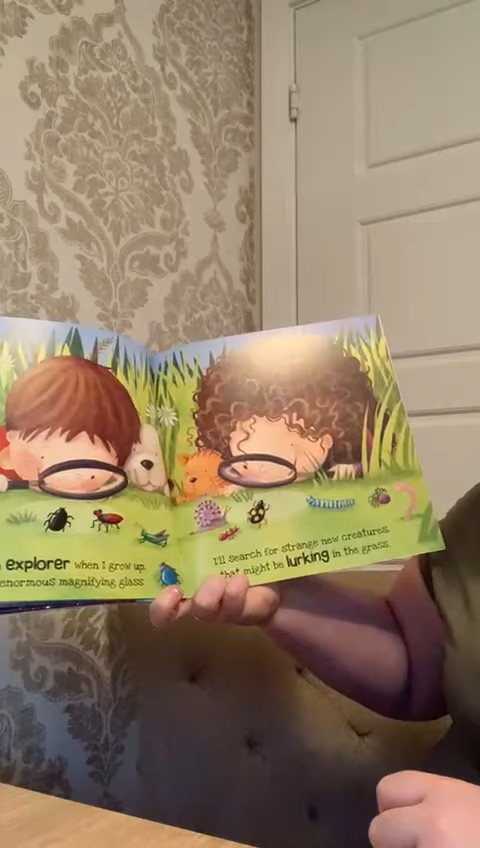 explorer when I grow up,
enormous magnifying glass
I'll search for strange new creatures,
that might be lurking in the grass.